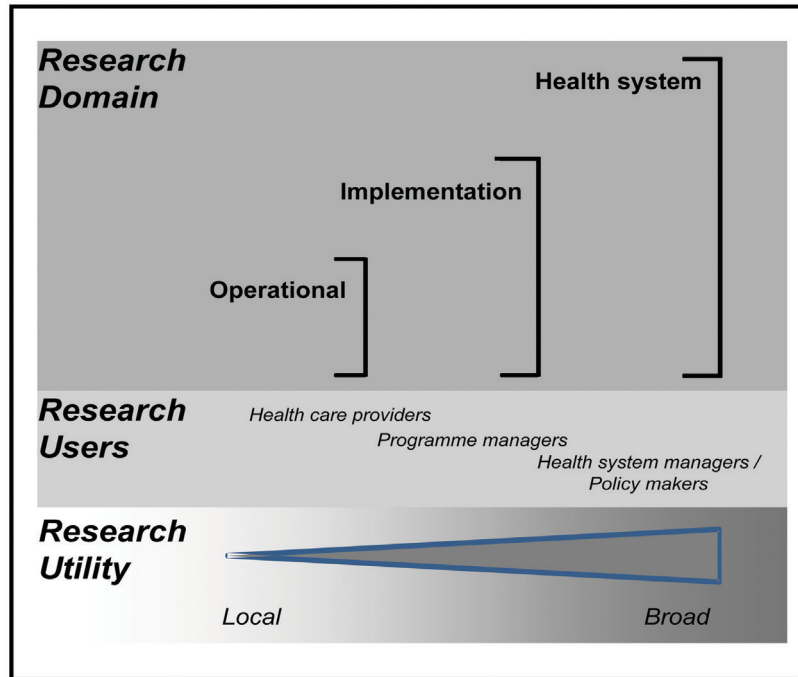 Research
Domain
Health system
Implementation
Operational
Research
Users
Health care providers
Programme managers
Health system managers /
Policy makers
Research
Utility
Local
Broad